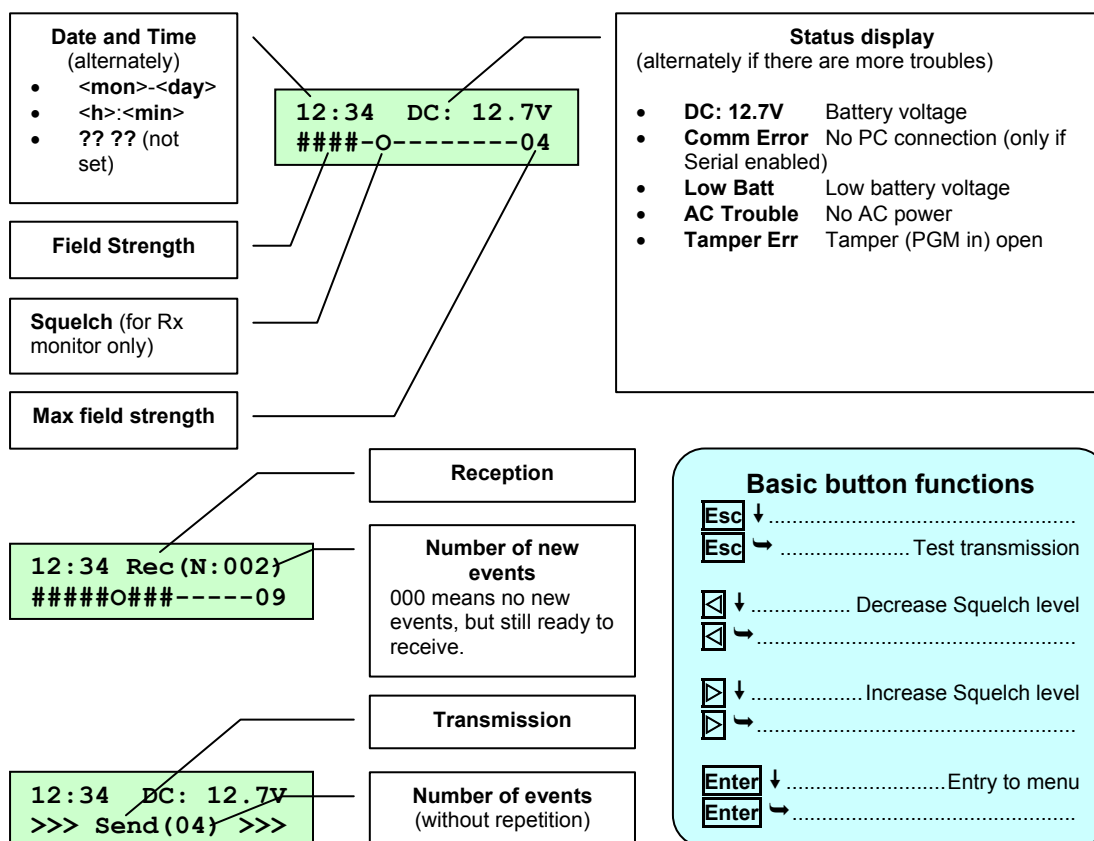 Date and Time
(alternately)
• <mon>-<day>
• <h>:<min>
• ?? ?? (not
set)
12:34 DC: 12.7V
####-O--------04
Status display
(alternately if there are more troubles)
• DC: 12.7V Battery voltage
• Comm Error No PC connection (only if
Serial enabled)
• Low Batt Low battery voltage
• AC Trouble No AC power
• Tamper Err Tamper (PGM in) open
Field Strength
Squelch (for Rx
monitor only)
Max field strength
Reception
12:34 Rec(N:002)
#####O###-----09
Number of new
events
000 means no new
events, but still ready to
receive.
Transmission
12:34 DC: 12.7V
>>> Send(04) >>>
Number of events
(without repetition)
Basic button functions
Esc ↓ ....................................................
Esc ⤷ ...................... Test transmission
◁ ↓ ................. Decrease Squelch level
◁ ⤷ ......................................................
▷ ↓ ................... Increase Squelch level
▷ ⤷ ......................................................
Enter ↓ ............................ Entry to menu
Enter ⤷ ................................................